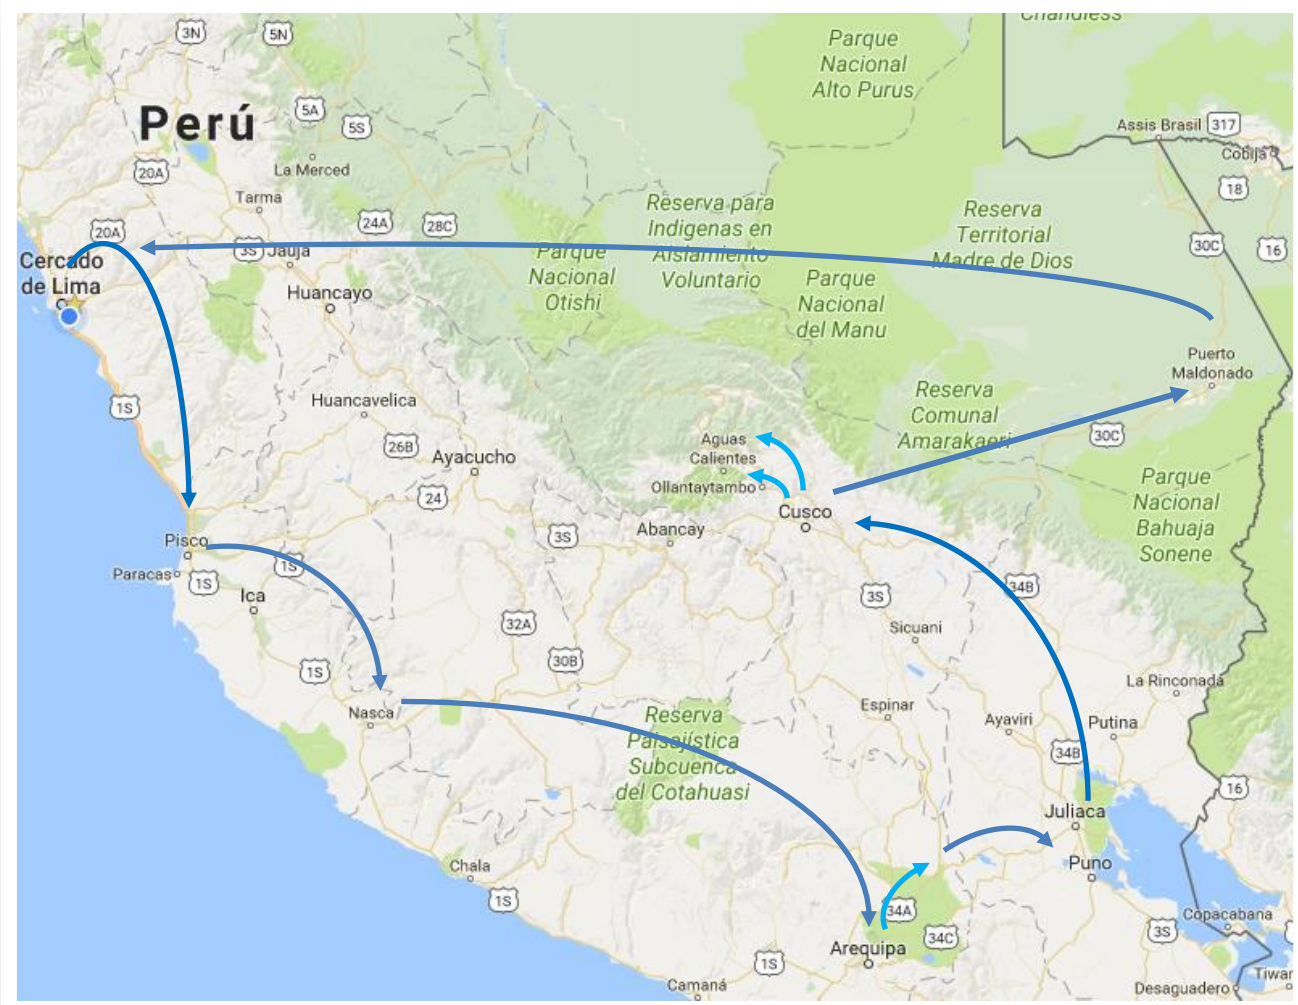 Chandless
3N
5N
Parque
Nacional
Alto Purus
Perú
5A
5S
Assis Brasil
317
Cobija
La Merced
20A
18
Tarma
Reserva para
Indigenas en
Aislamiento
Voluntario
Reserva
Territorial
Madre de Dios
24A
28C
20A
3S
Jauja
30C
16
Cercado
de Lima
Parque
Nacional
Otishi
Parque
Nacional
del Manu
Huancayo
Puerto
Maldonado
Huancavelica
1S
Reserva
Comunal
Amarakaeri
30C
26B
Ayacucho
Aguas
Calientes
Ollantaytambo
24
Parque
Nacional
Bahuaja
Sonene
Cusco
Abancay
3S
Pisco
1S
Paracas
1S
Ica
34B
3S
32A
Sicuani
30B
1S
La Rinconada
Nasca
Reserva
Paisajística
Subcuenca
del Cotahuasi
Espinar
Ayaviri
Putina
34B
16
Juliaca
Chala
Puno
1S
34A
Copacabana
3S
34C
Arequipa
1S
Tiwar
Camaná
Desaguadero